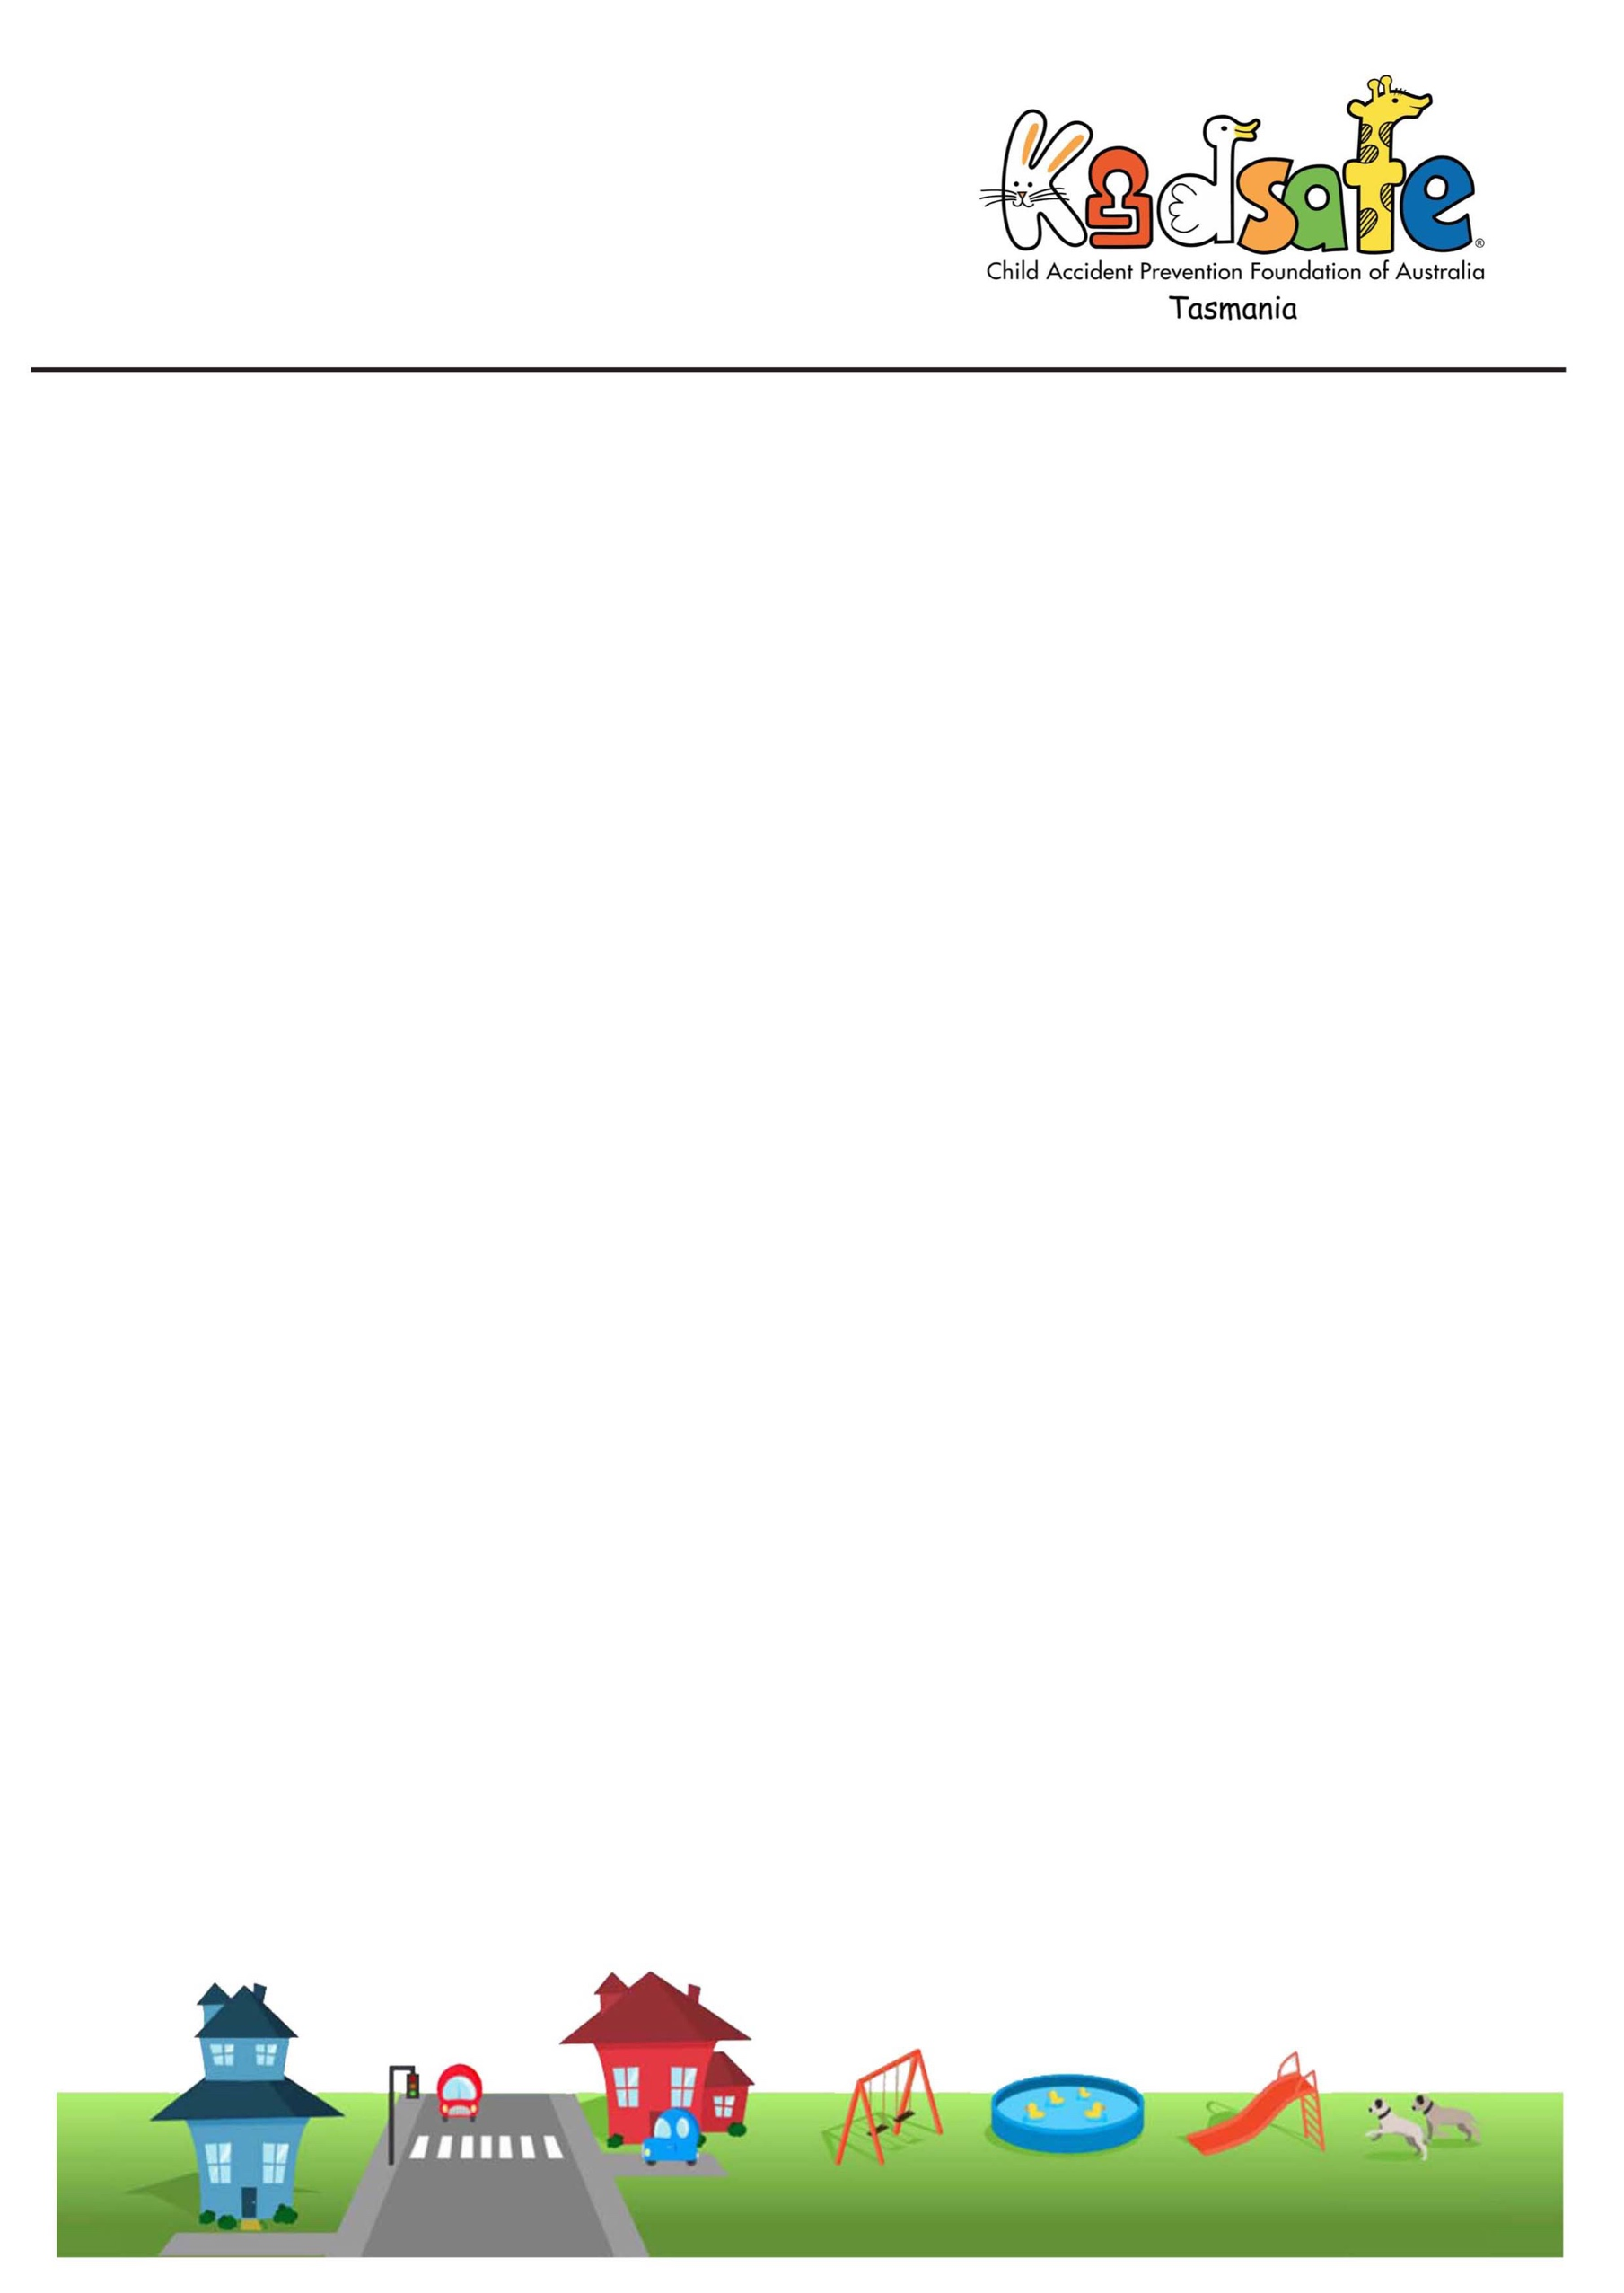 Kidsafe®
Child Accident Prevention Foundation of Australia
Tasmania